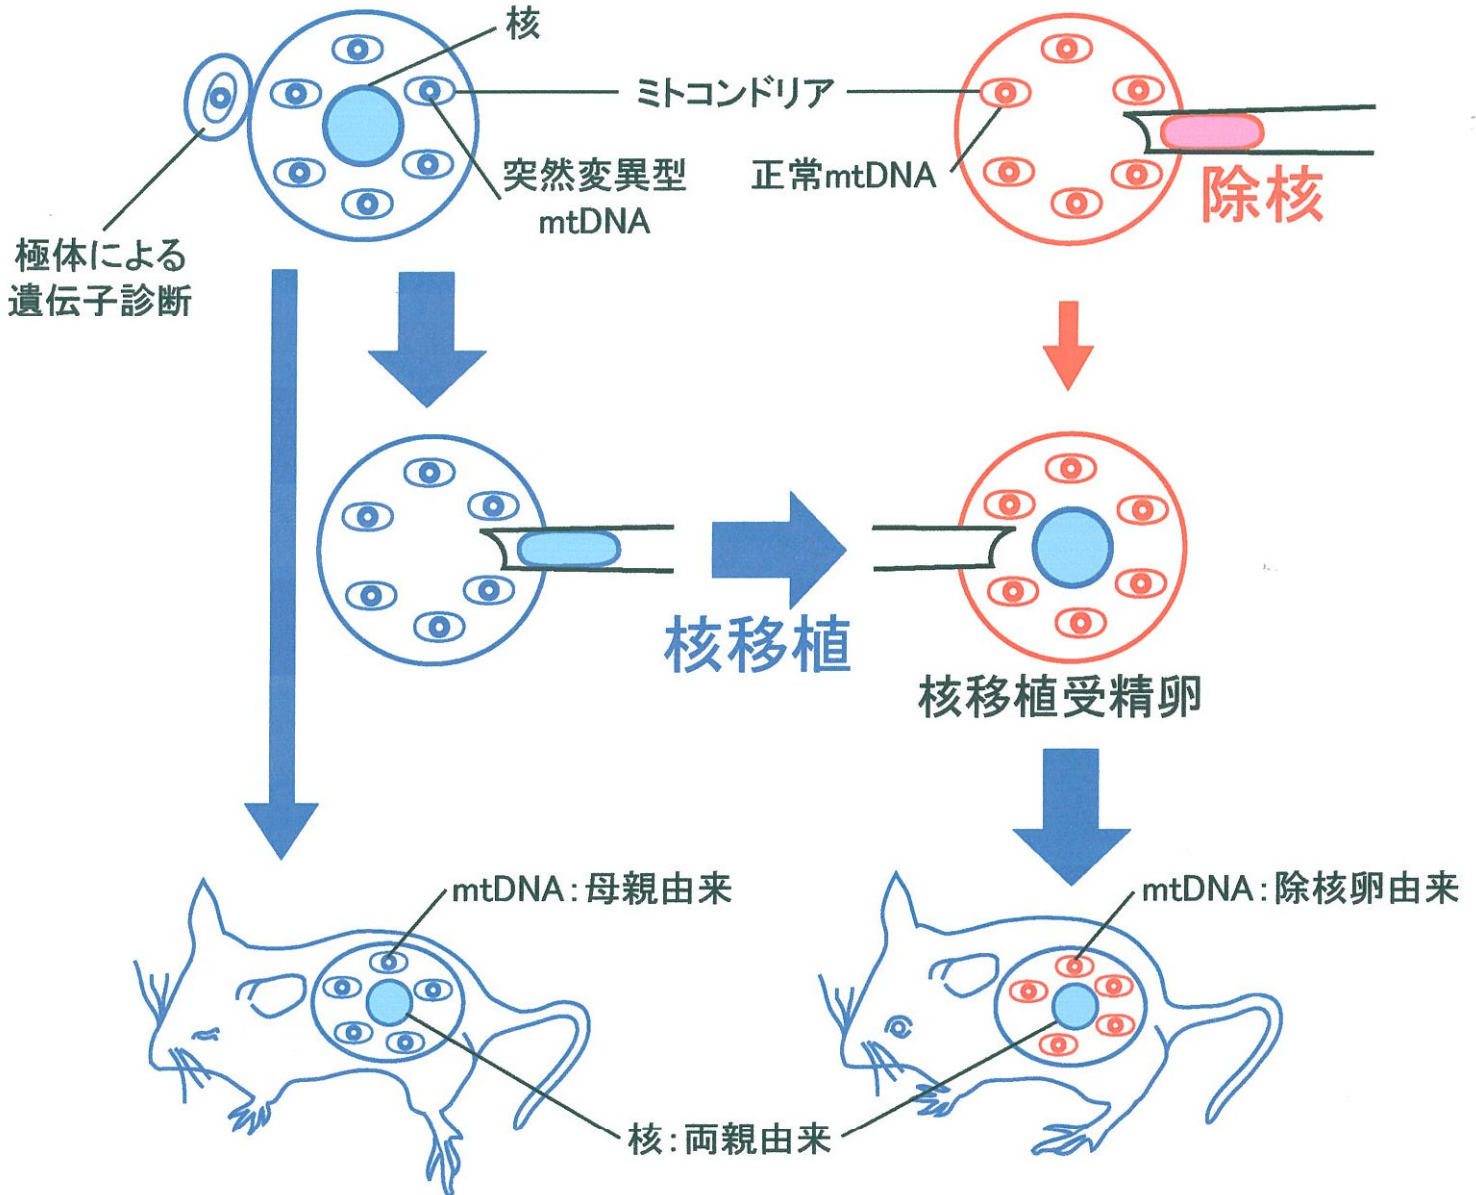 核
ミトコンドリア
突然変異型
mtDNA
正常mtDNA
除核
極体による
遺伝子診断
核移植
核移植受精卵
mtDNA：母親由来
mtDNA：除核卵由来
核：両親由来